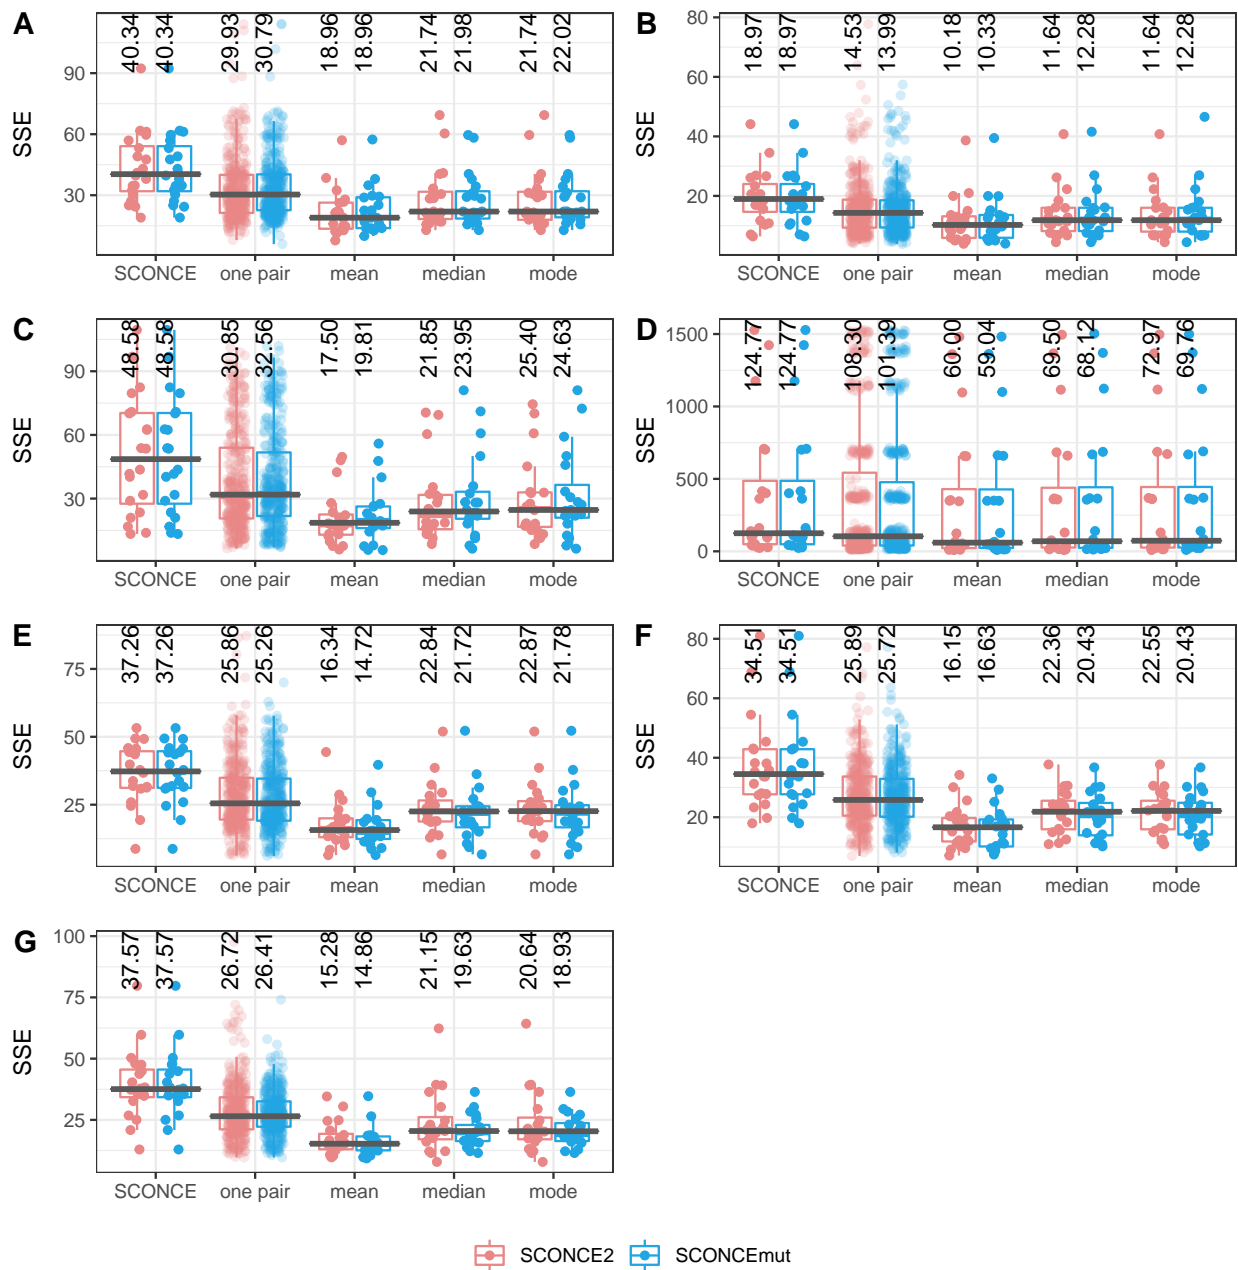 A
40.34
40.34
29.93
30.79
18.96
18.96
21.74
21.98
21.74
22.02
SSE
90
60
30
SCONCE
one pair
mean
median
mode
B
18.97
18.97
14.53
13.99
10.18
10.33
11.64
12.28
11.64
12.28
SSE
80
60
40
20
SCONCE
one pair
mean
median
mode
C
48.58
48.58
30.85
32.56
17.50
19.81
21.85
23.95
25.40
24.63
SSE
90
60
30
SCONCE
one pair
mean
median
mode
D
124.77
124.77
108.30
101.39
60.00
59.04
69.50
68.12
72.97
69.76
SSE
1500
1000
500
0
SCONCE
one pair
mean
median
mode
E
37.26
37.26
25.86
25.26
16.34
14.72
22.84
21.72
22.87
21.78
SSE
75
50
25
SCONCE
one pair
mean
median
mode
F
34.51
34.51
25.89
25.72
16.15
16.63
22.36
20.43
22.55
20.43
SSE
80
60
40
20
SCONCE
one pair
mean
median
mode
G
37.57
37.57
26.72
26.41
15.28
14.86
21.15
19.63
20.64
18.93
SSE
100
75
50
25
SCONCE
one pair
mean
median
mode
SCONCE2
SCONCEmut